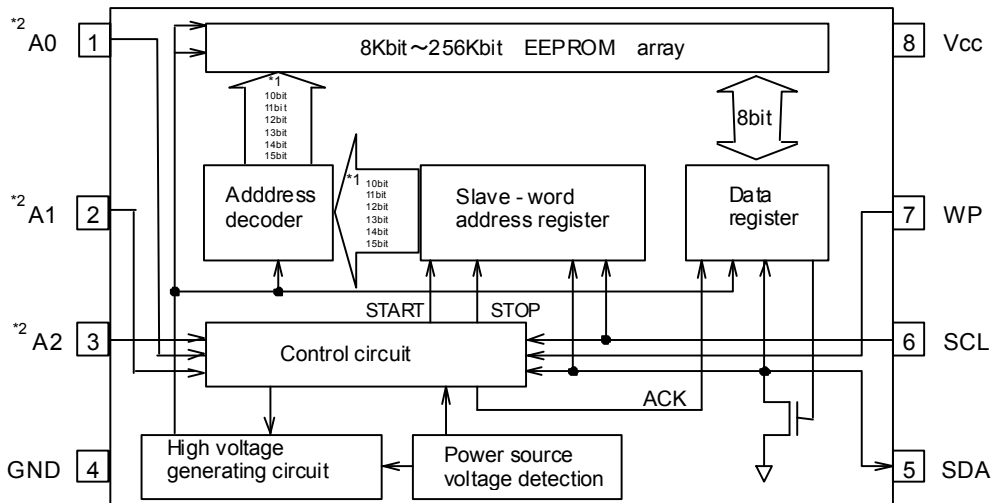 *2 A0 1
8Kbit～256Kbit EEPROM array
8 Vcc
*1
10bit
11bit
12bit
13bit
14bit
15bit
8bit
*2 A1 2
Adddress
decoder
*1
10bit
11bit
12bit
13bit
14bit
15bit
Slave - word
address register
Data
register
7 WP
START STOP
*2 A2 3
Control circuit
6 SCL
ACK
GND 4
High voltage
generating circuit
Power source
voltage detection
5 SDA